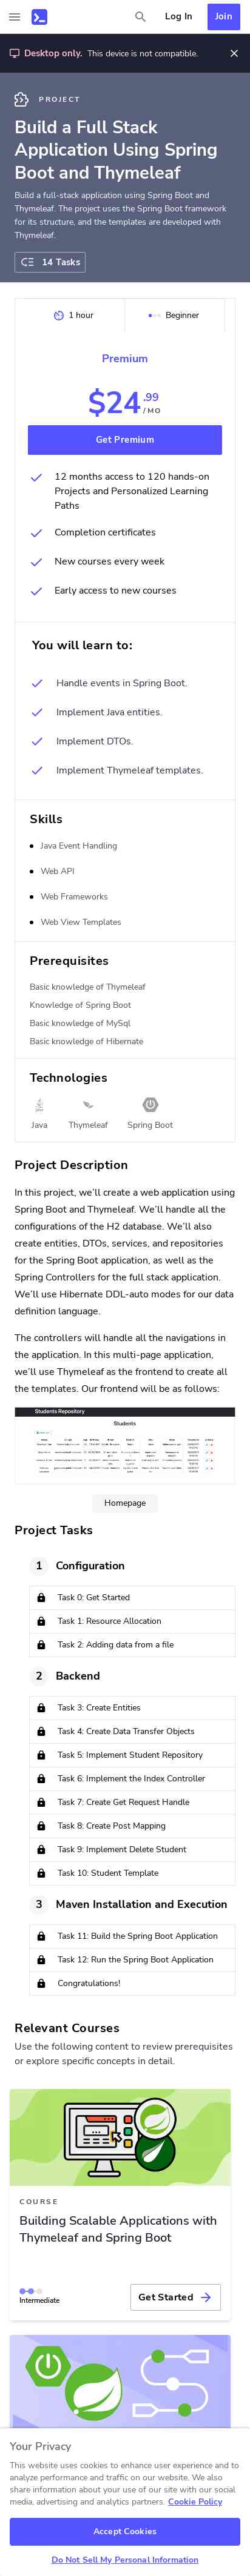 Log In
Join
Desktop only. This device is not compatible.
PROJECT
Build a Full Stack
Application Using Spring
Boot and Thymeleaf
Build a full-stack application using Spring Boot and
Thymeleaf. The project uses the Spring Boot framework
for its structure, and the templates are developed with
Thymeleaf.
14 Tasks
1 hour
Beginner
Premium
$24.99
/ MO
Get Premium
12 months access to 120 hands-on
Projects and Personalized Learning
Paths
Completion certificates
New courses every week
Early access to new courses
You will learn to:
Handle events in Spring Boot.
Implement Java entities.
Implement DTOs.
Implement Thymeleaf templates.
Skills
Java Event Handling
Web API
Web Frameworks
Web View Templates
Prerequisites
Basic knowledge of Thymeleaf
Knowledge of Spring Boot
Basic knowledge of MySql
Basic knowledge of Hibernate
Technologies
Java
Thymeleaf
Spring Boot
Project Description
In this project, we’ll create a web application using
Spring Boot and Thymeleaf. We’ll handle all the
configurations of the H2 database. We’ll also
create entities, DTOs, services, and repositories
for the Spring Boot application, as well as the
Spring Controllers for the full stack application.
We’ll use Hibernate DDL-auto modes for our data
definition language.
The controllers will handle all the navigations in
the application. In this multi-page application,
we’ll use Thymeleaf as the frontend to create all
the templates. Our frontend will be as follows:
Students Repository
Students
Homepage
Project Tasks
1 Configuration
Task 0: Get Started
Task 1: Resource Allocation
Task 2: Adding data from a file
2 Backend
Task 3: Create Entities
Task 4: Create Data Transfer Objects
Task 5: Implement Student Repository
Task 6: Implement the Index Controller
Task 7: Create Get Request Handle
Task 8: Create Post Mapping
Task 9: Implement Delete Student
Task 10: Student Template
3 Maven Installation and Execution
Task 11: Build the Spring Boot Application
Task 12: Run the Spring Boot Application
Congratulations!
Relevant Courses
Use the following content to review prerequisites
or explore specific concepts in detail.
COURSE
Building Scalable Applications with
Thymeleaf and Spring Boot
Intermediate
Get Started
Your Privacy
This website uses cookies to enhance user experience and to
analyze performance and traffic on our website. We also
share information about your use of our site with our social
media, advertising and analytics partners. Cookie Policy
Accept Cookies
Do Not Sell My Personal Information